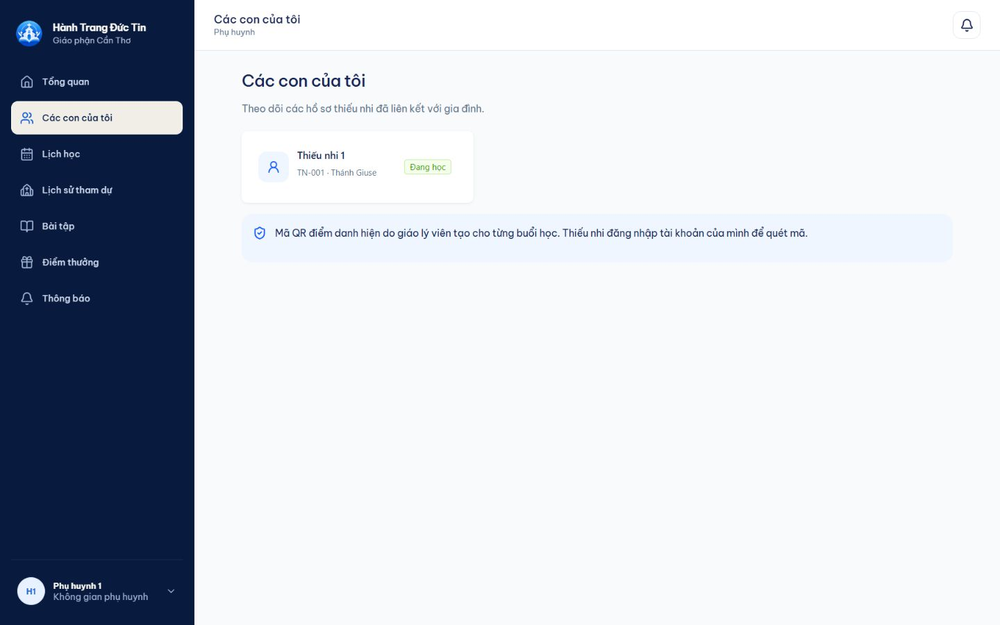 Hành Trang Đức Tin
Giáo phận Cần Thơ
Tổng quan
Các con của tôi
Lịch học
Lịch sử tham dự
Bài tập
Điểm thưởng
Thông báo
H1
Phụ huynh 1
Không gian phụ huynh
Các con của tôi
Phụ huynh
Các con của tôi
Theo dõi các hồ sơ thiếu nhi đã liên kết với gia đình.
Thiếu nhi 1
TN-001 · Thánh Giuse
Đang học
Mã QR điểm danh hiện do giáo lý viên tạo cho từng buổi học. Thiếu nhi đăng nhập tài khoản của mình để quét mã.